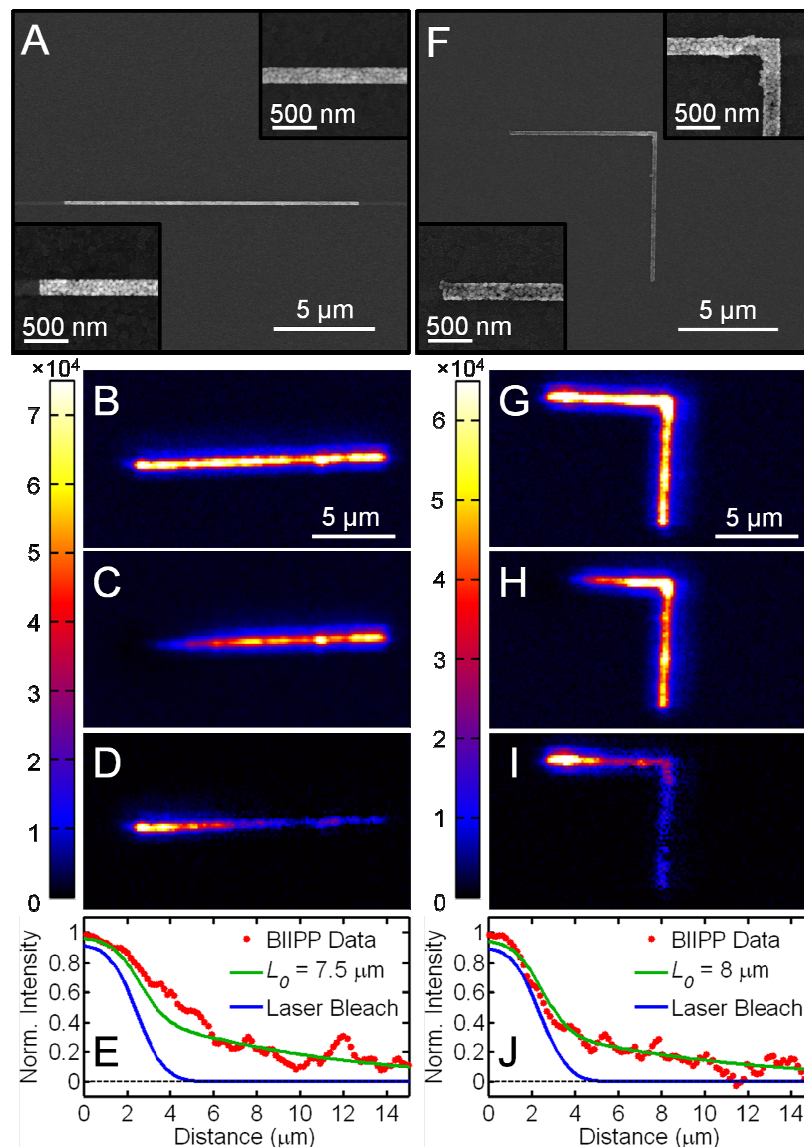 A
500 nm
500 nm
5 µm
F
500 nm
500 nm
5 µm
×10⁴
7
6
5
4
3
2
1
0
B
5 µm
C
D
×10⁴
6
5
4
3
2
1
0
G
5 µm
H
I
Norm. Intensity
1
0.8
0.6
0.4
0.2
0
BIIPP Data
L₀ = 7.5 µm
Laser Bleach
E
0 2 4 6 8 10 12 14
Distance (µm)
Norm. Intensity
1
0.8
0.6
0.4
0.2
0
BIIPP Data
L₀ = 8 µm
Laser Bleach
J
0 2 4 6 8 10 12 14
Distance (µm)